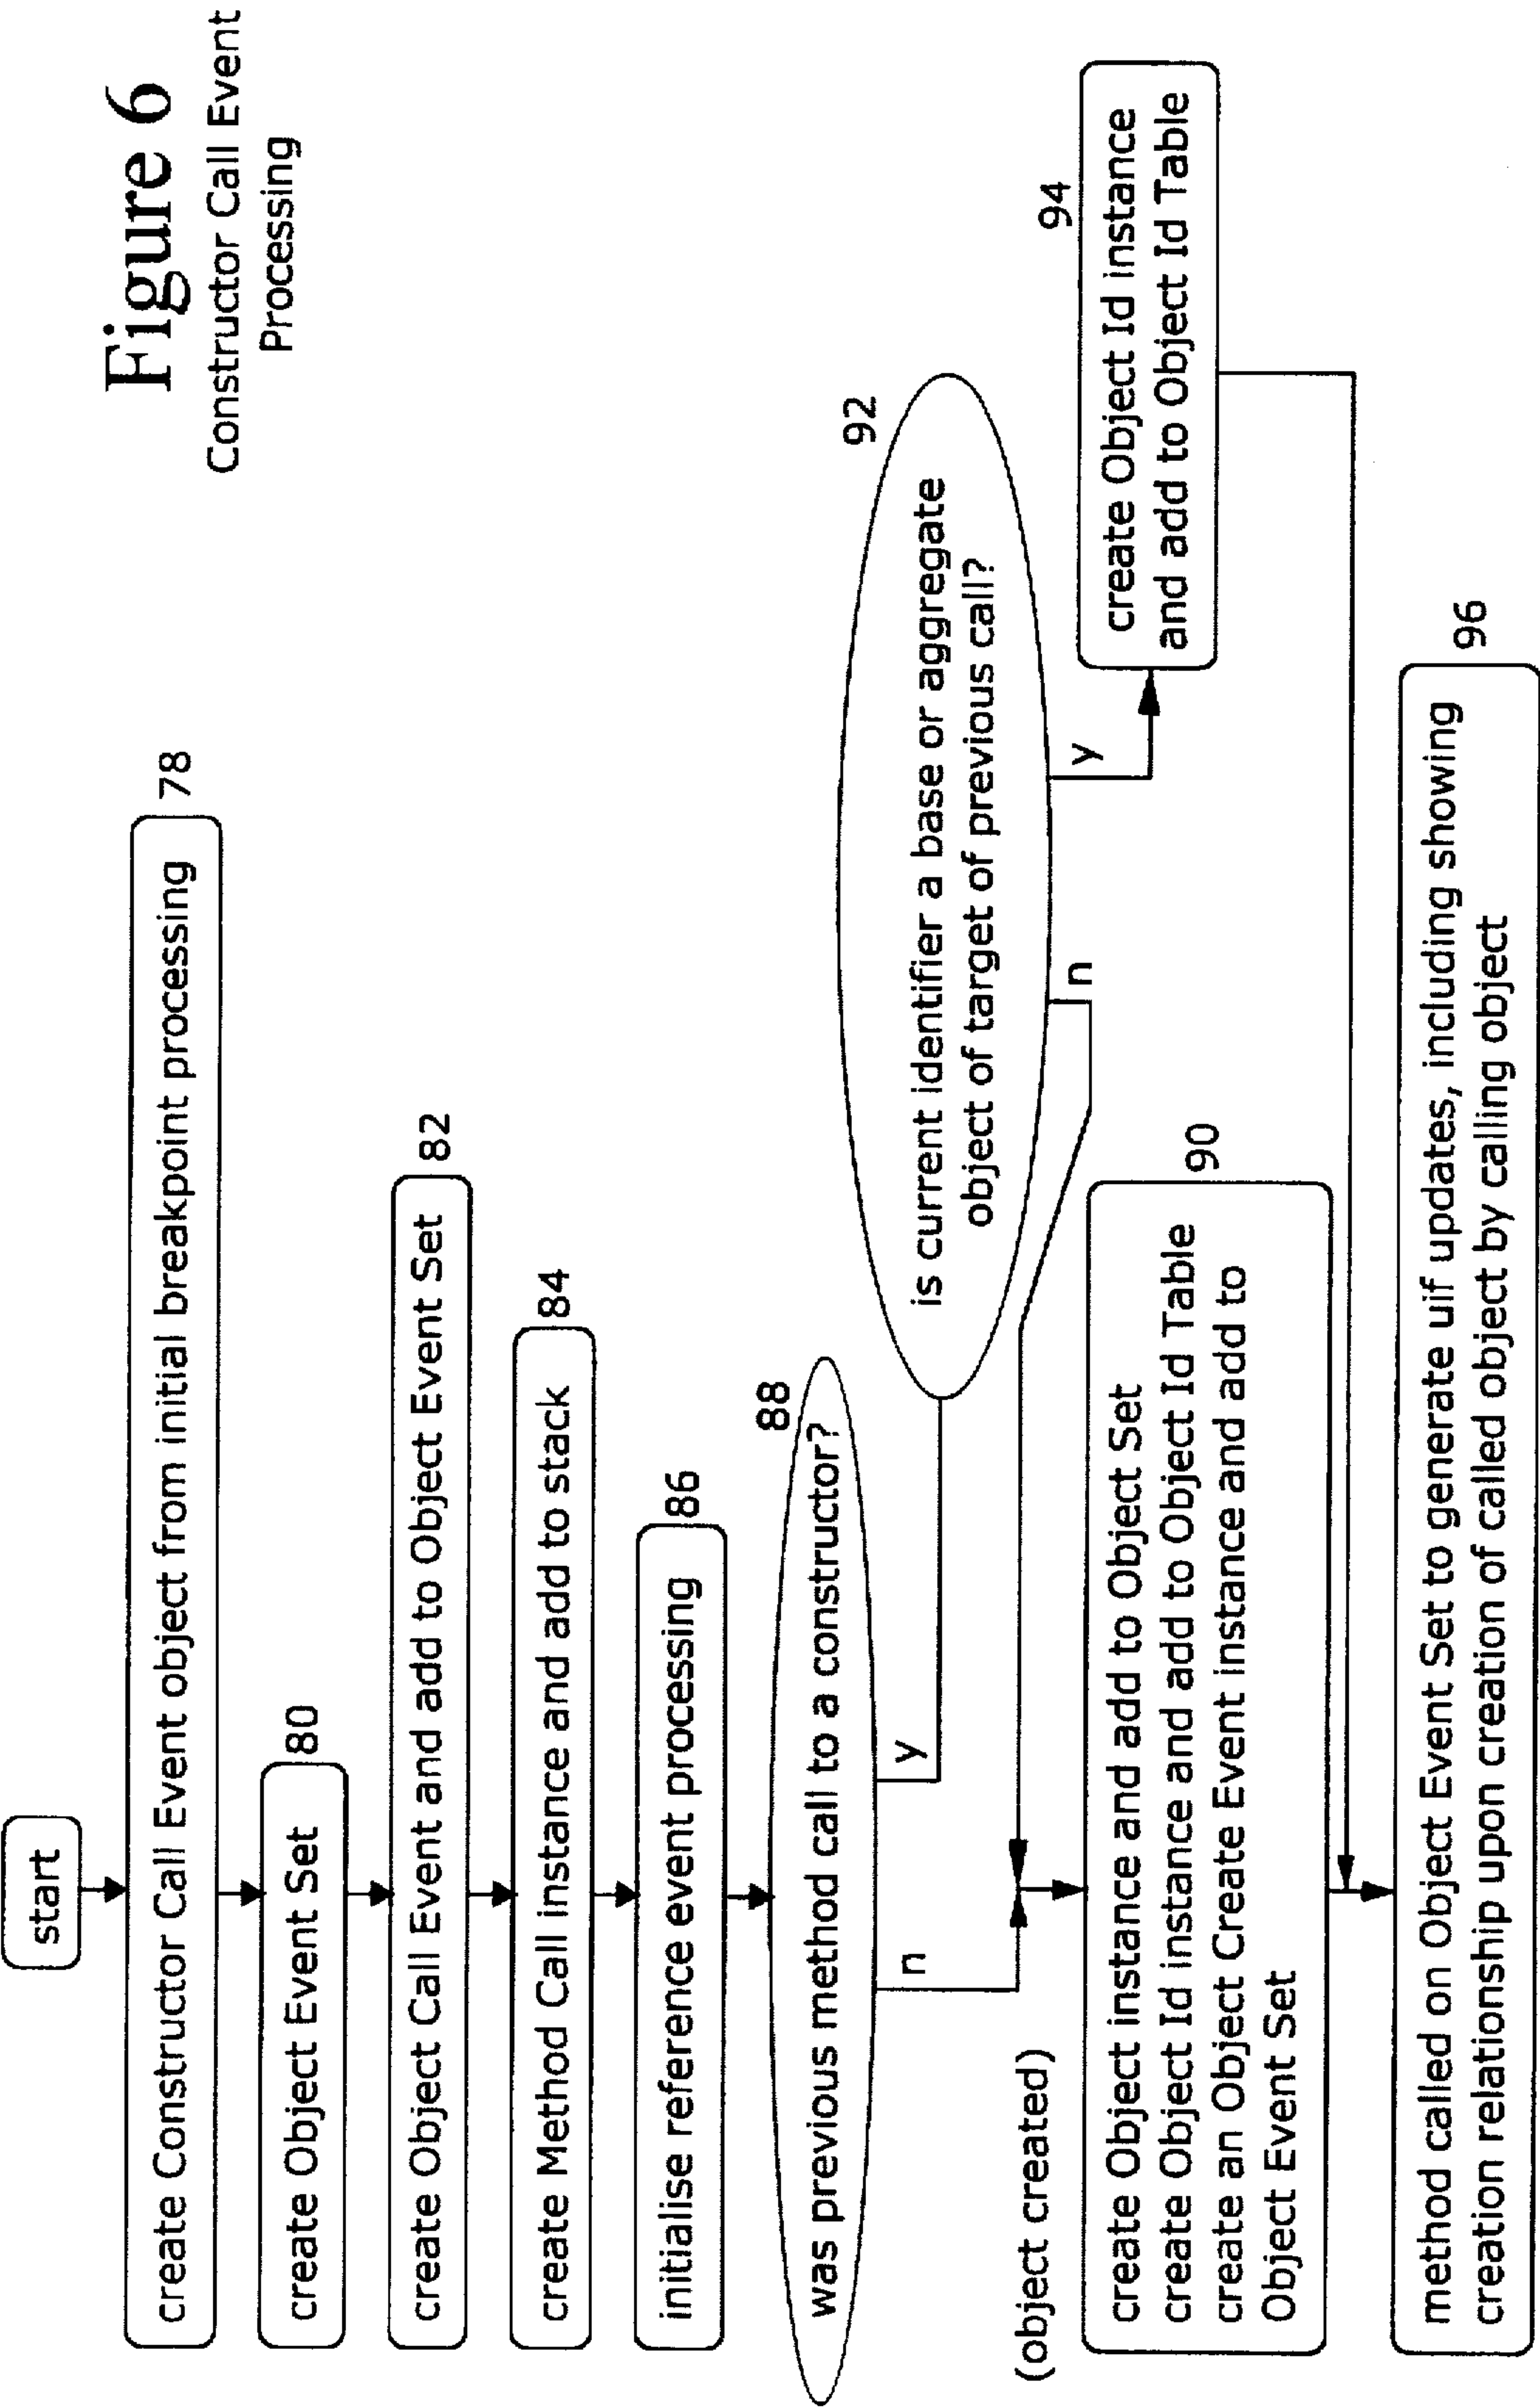 Figure 6
Constructor Call Event
Processing
start
create Constructor Call Event object from initial breakpoint processing
78
create Object Event Set
80
create Object Call Event and add to Object Event Set
82
create Method Call instance and add to stack
84
initialise reference event processing
86
was previous method call to a constructor?
88
n
y
is current identifier a base or aggregate
object of target of previous call?
92
n
y
(object created)
create Object instance and add to Object Set
create Object Id instance and add to Object Id Table
create an Object Create Event instance and add to
Object Event Set
90
create Object Id instance
and add to Object Id Table
94
method called on Object Event Set to generate uif updates, including showing
creation relationship upon creation of called object by calling object
96